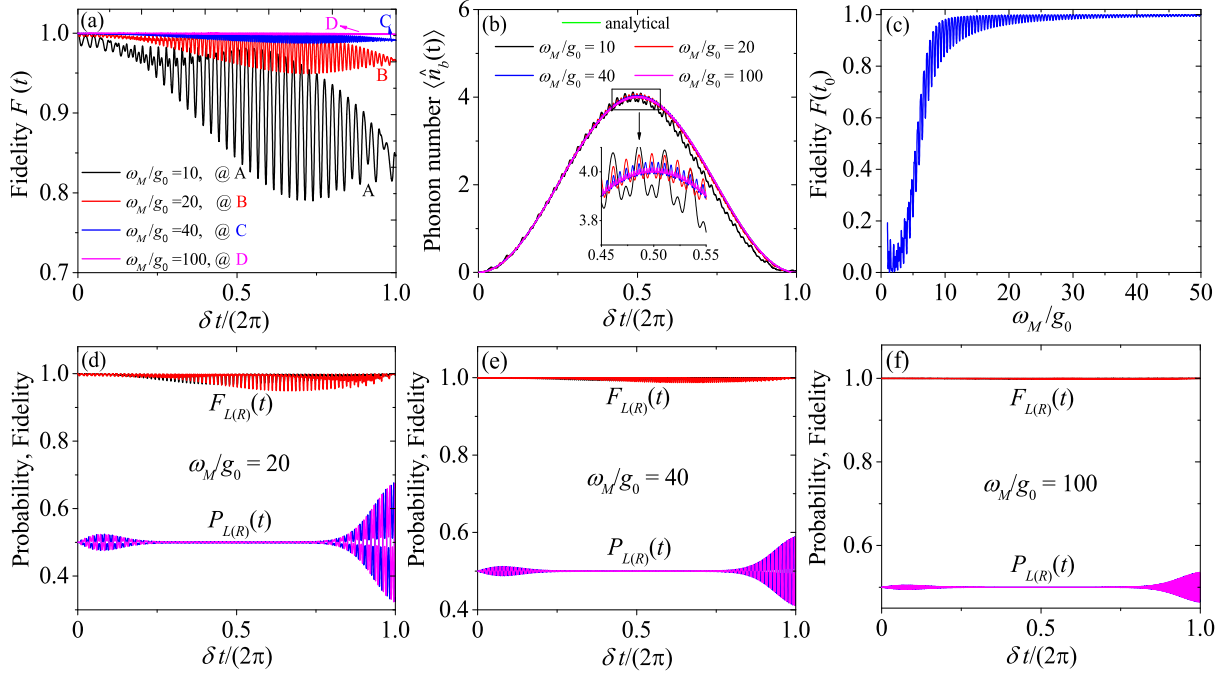 (a)
D
C
B
A
ω_M/g_0 =10, @ A
ω_M/g_0 =20, @ B
ω_M/g_0 =40, @ C
ω_M/g_0 =100, @ D
Fidelity F (t)
1.0
0.9
0.8
0.7
0 0.5 1.0
δ t/(2π)
(b)
analytical
ω_M/g_0 = 10 ω_M/g_0 = 20
ω_M/g_0 = 40 ω_M/g_0 = 100
Phonon number ⟨n̂_b(t)⟩
6
4
2
0
4.0
3.8
0.45 0.50 0.55
0 0.5 1.0
δ t/(2π)
(c)
Fidelity F(t_0)
1.0
0.8
0.6
0.4
0.2
0.0
0 10 20 30 40 50
ω_M/g_0
(d)
Probability, Fidelity
1.0
0.8
0.6
0.4
F_L(R)(t)
ω_M/g_0 = 20
P_L(R)(t)
0 0.5 1.0
δ t/(2π)
(e)
Probability, Fidelity
1.0
0.8
0.6
0.4
F_L(R)(t)
ω_M/g_0 = 40
P_L(R)(t)
0 0.5 1.0
δ t/(2π)
(f)
Probability, Fidelity
1.0
0.8
0.6
F_L(R)(t)
ω_M/g_0 = 100
P_L(R)(t)
0 0.5 1.0
δ t/(2π)